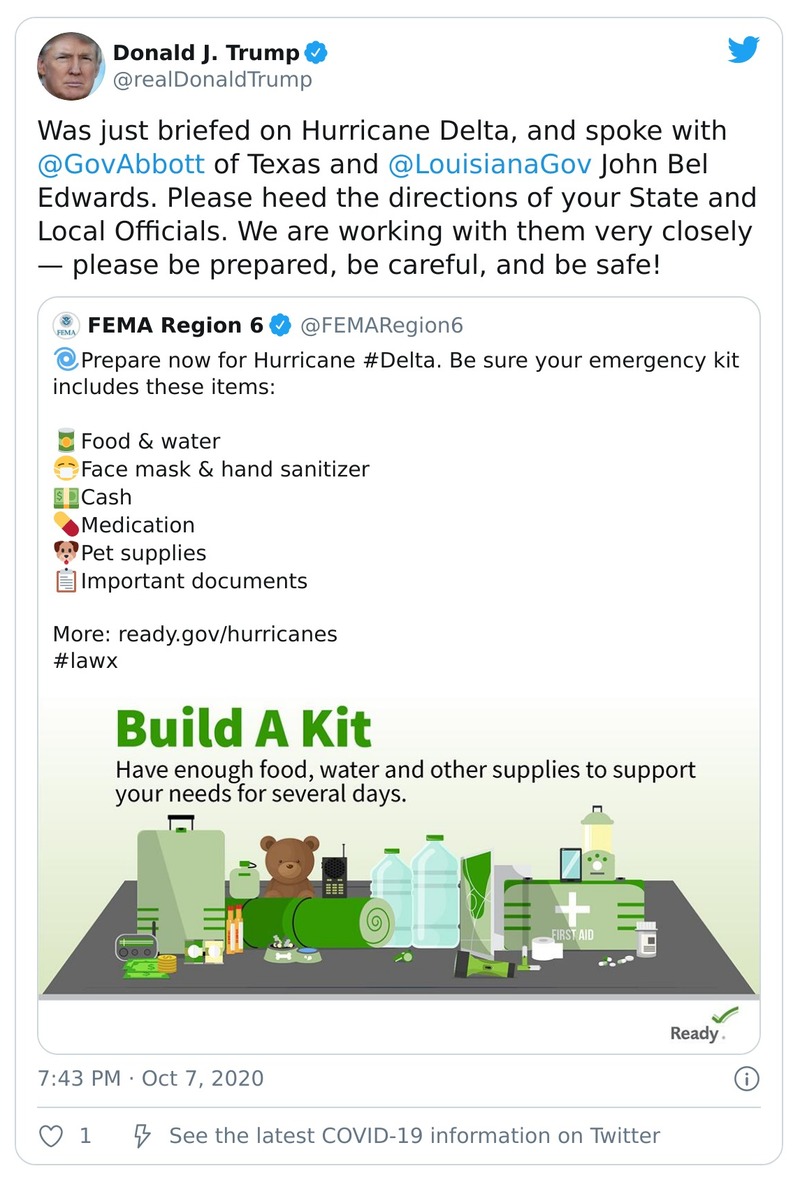 Donald J. Trump
@realDonaldTrump
Was just briefed on Hurricane Delta, and spoke with
@GovAbbott of Texas and @LouisianaGov John Bel
Edwards. Please heed the directions of your State and
Local Officials. We are working with them very closely
— please be prepared, be careful, and be safe!
FEMA
FEMA Region 6 @FEMARegion6
🌀Prepare now for Hurricane #Delta. Be sure your emergency kit
includes these items:
🥫Food & water
😷Face mask & hand sanitizer
💵Cash
💊Medication
🐶Pet supplies
📋Important documents
More: ready.gov/hurricanes
#lawx
Build A Kit
Have enough food, water and other supplies to support
your needs for several days.
FIRST AID
Ready.
7:43 PM · Oct 7, 2020
1 See the latest COVID-19 information on Twitter